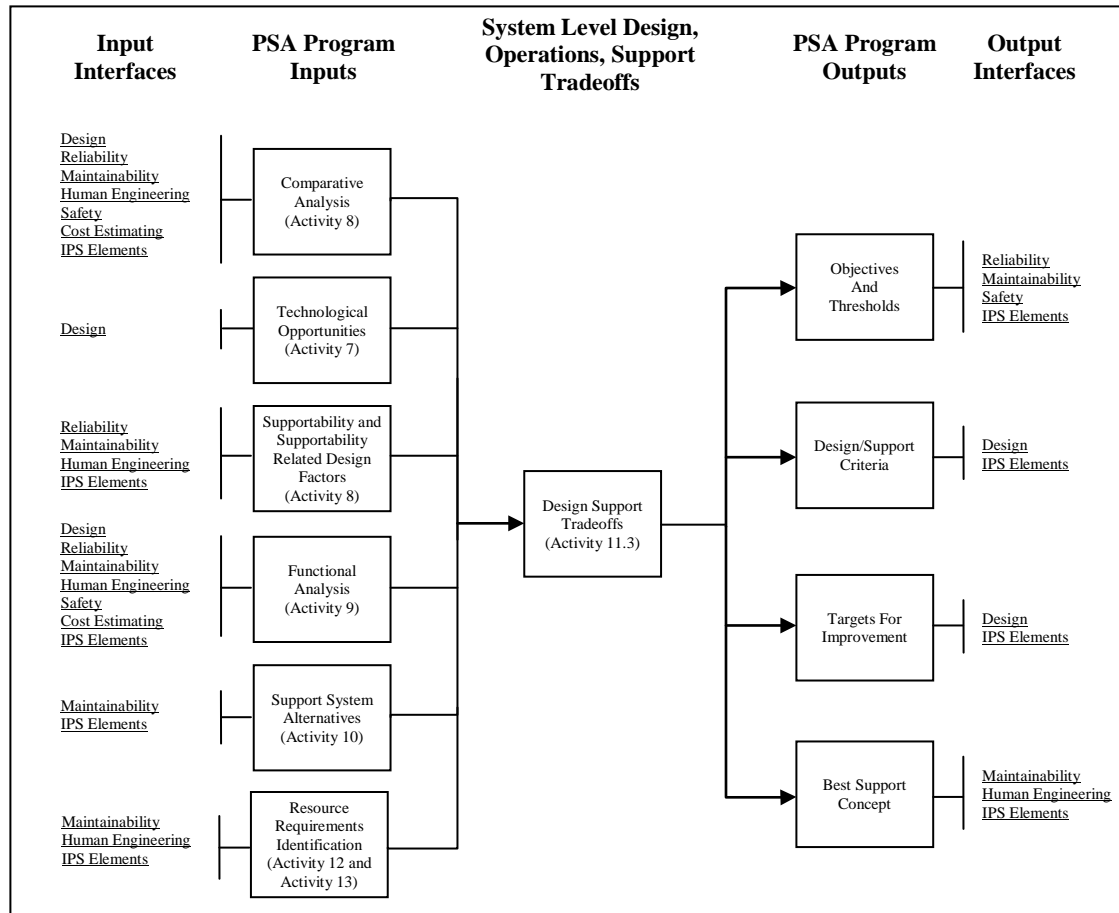 Input
Interfaces
PSA Program
Inputs
System Level Design,
Operations, Support
Tradeoffs
PSA Program
Outputs
Output
Interfaces
Design
Reliability
Maintainability
Human Engineering
Safety
Cost Estimating
IPS Elements
Comparative
Analysis
(Activity 8)
Design
Technological
Opportunities
(Activity 7)
Reliability
Maintainability
Human Engineering
IPS Elements
Supportability and
Supportability
Related Design
Factors
(Activity 8)
Design
Reliability
Maintainability
Human Engineering
Safety
Cost Estimating
IPS Elements
Functional
Analysis
(Activity 9)
Maintainability
IPS Elements
Support System
Alternatives
(Activity 10)
Maintainability
Human Engineering
IPS Elements
Resource
Requirements
Identification
(Activity 12 and
Activity 13)
Design Support
Tradeoffs
(Activity 11.3)
Objectives
And
Thresholds
Reliability
Maintainability
Safety
IPS Elements
Design/Support
Criteria
Design
IPS Elements
Targets For
Improvement
Design
IPS Elements
Best Support
Concept
Maintainability
Human Engineering
IPS Elements